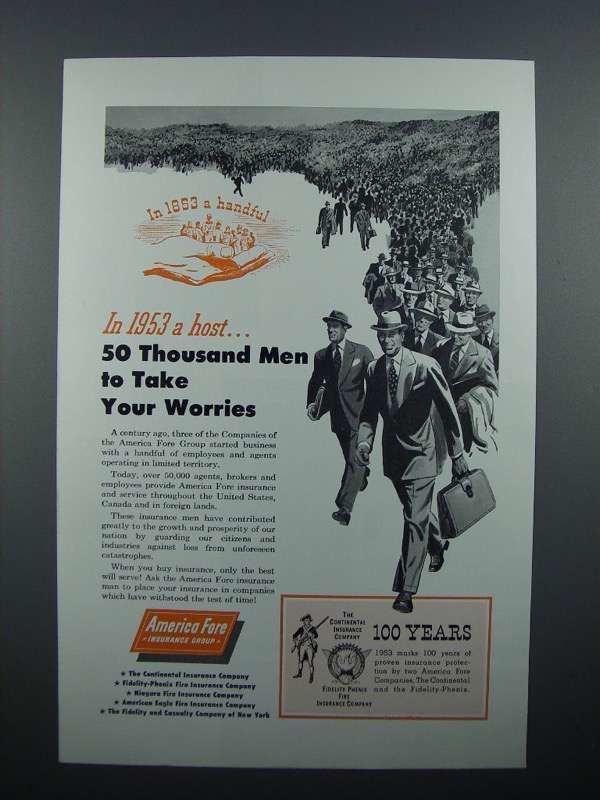 In 1853 a handful
In 1953 a host...
50 Thousand Men
to Take
Your Worries
A century ago, three of the Companies of
the America Fore Group started business
with a handful of employees and agents
operating in limited territory.
Today, over 50,000 agents, brokers and
employees provide America Fore insurance
and service throughout the United States,
Canada and in foreign lands.
These insurance men have contributed
greatly to the growth and prosperity of our
nation by guarding our citizens and
industries against loss from unforeseen
catastrophes.
When you buy insurance, only the best
will serve! Ask the America Fore insurance
man to place your insurance in companies
which have withstood the test of time!
America Fore
INSURANCE GROUP
★ The Continental Insurance Company
★ Fidelity-Phenix Fire Insurance Company
★ Niagara Fire Insurance Company
★ American Eagle Fire Insurance Company
★ The Fidelity and Casualty Company of New York
THE
CONTINENTAL
INSURANCE
COMPANY
FIDELITY PHENIX
FIRE
INSURANCE COMPANY
100 YEARS
1953 marks 100 years of
proven insurance protec-
tion by two America Fore
Companies, The Continental
and the Fidelity-Phenix.